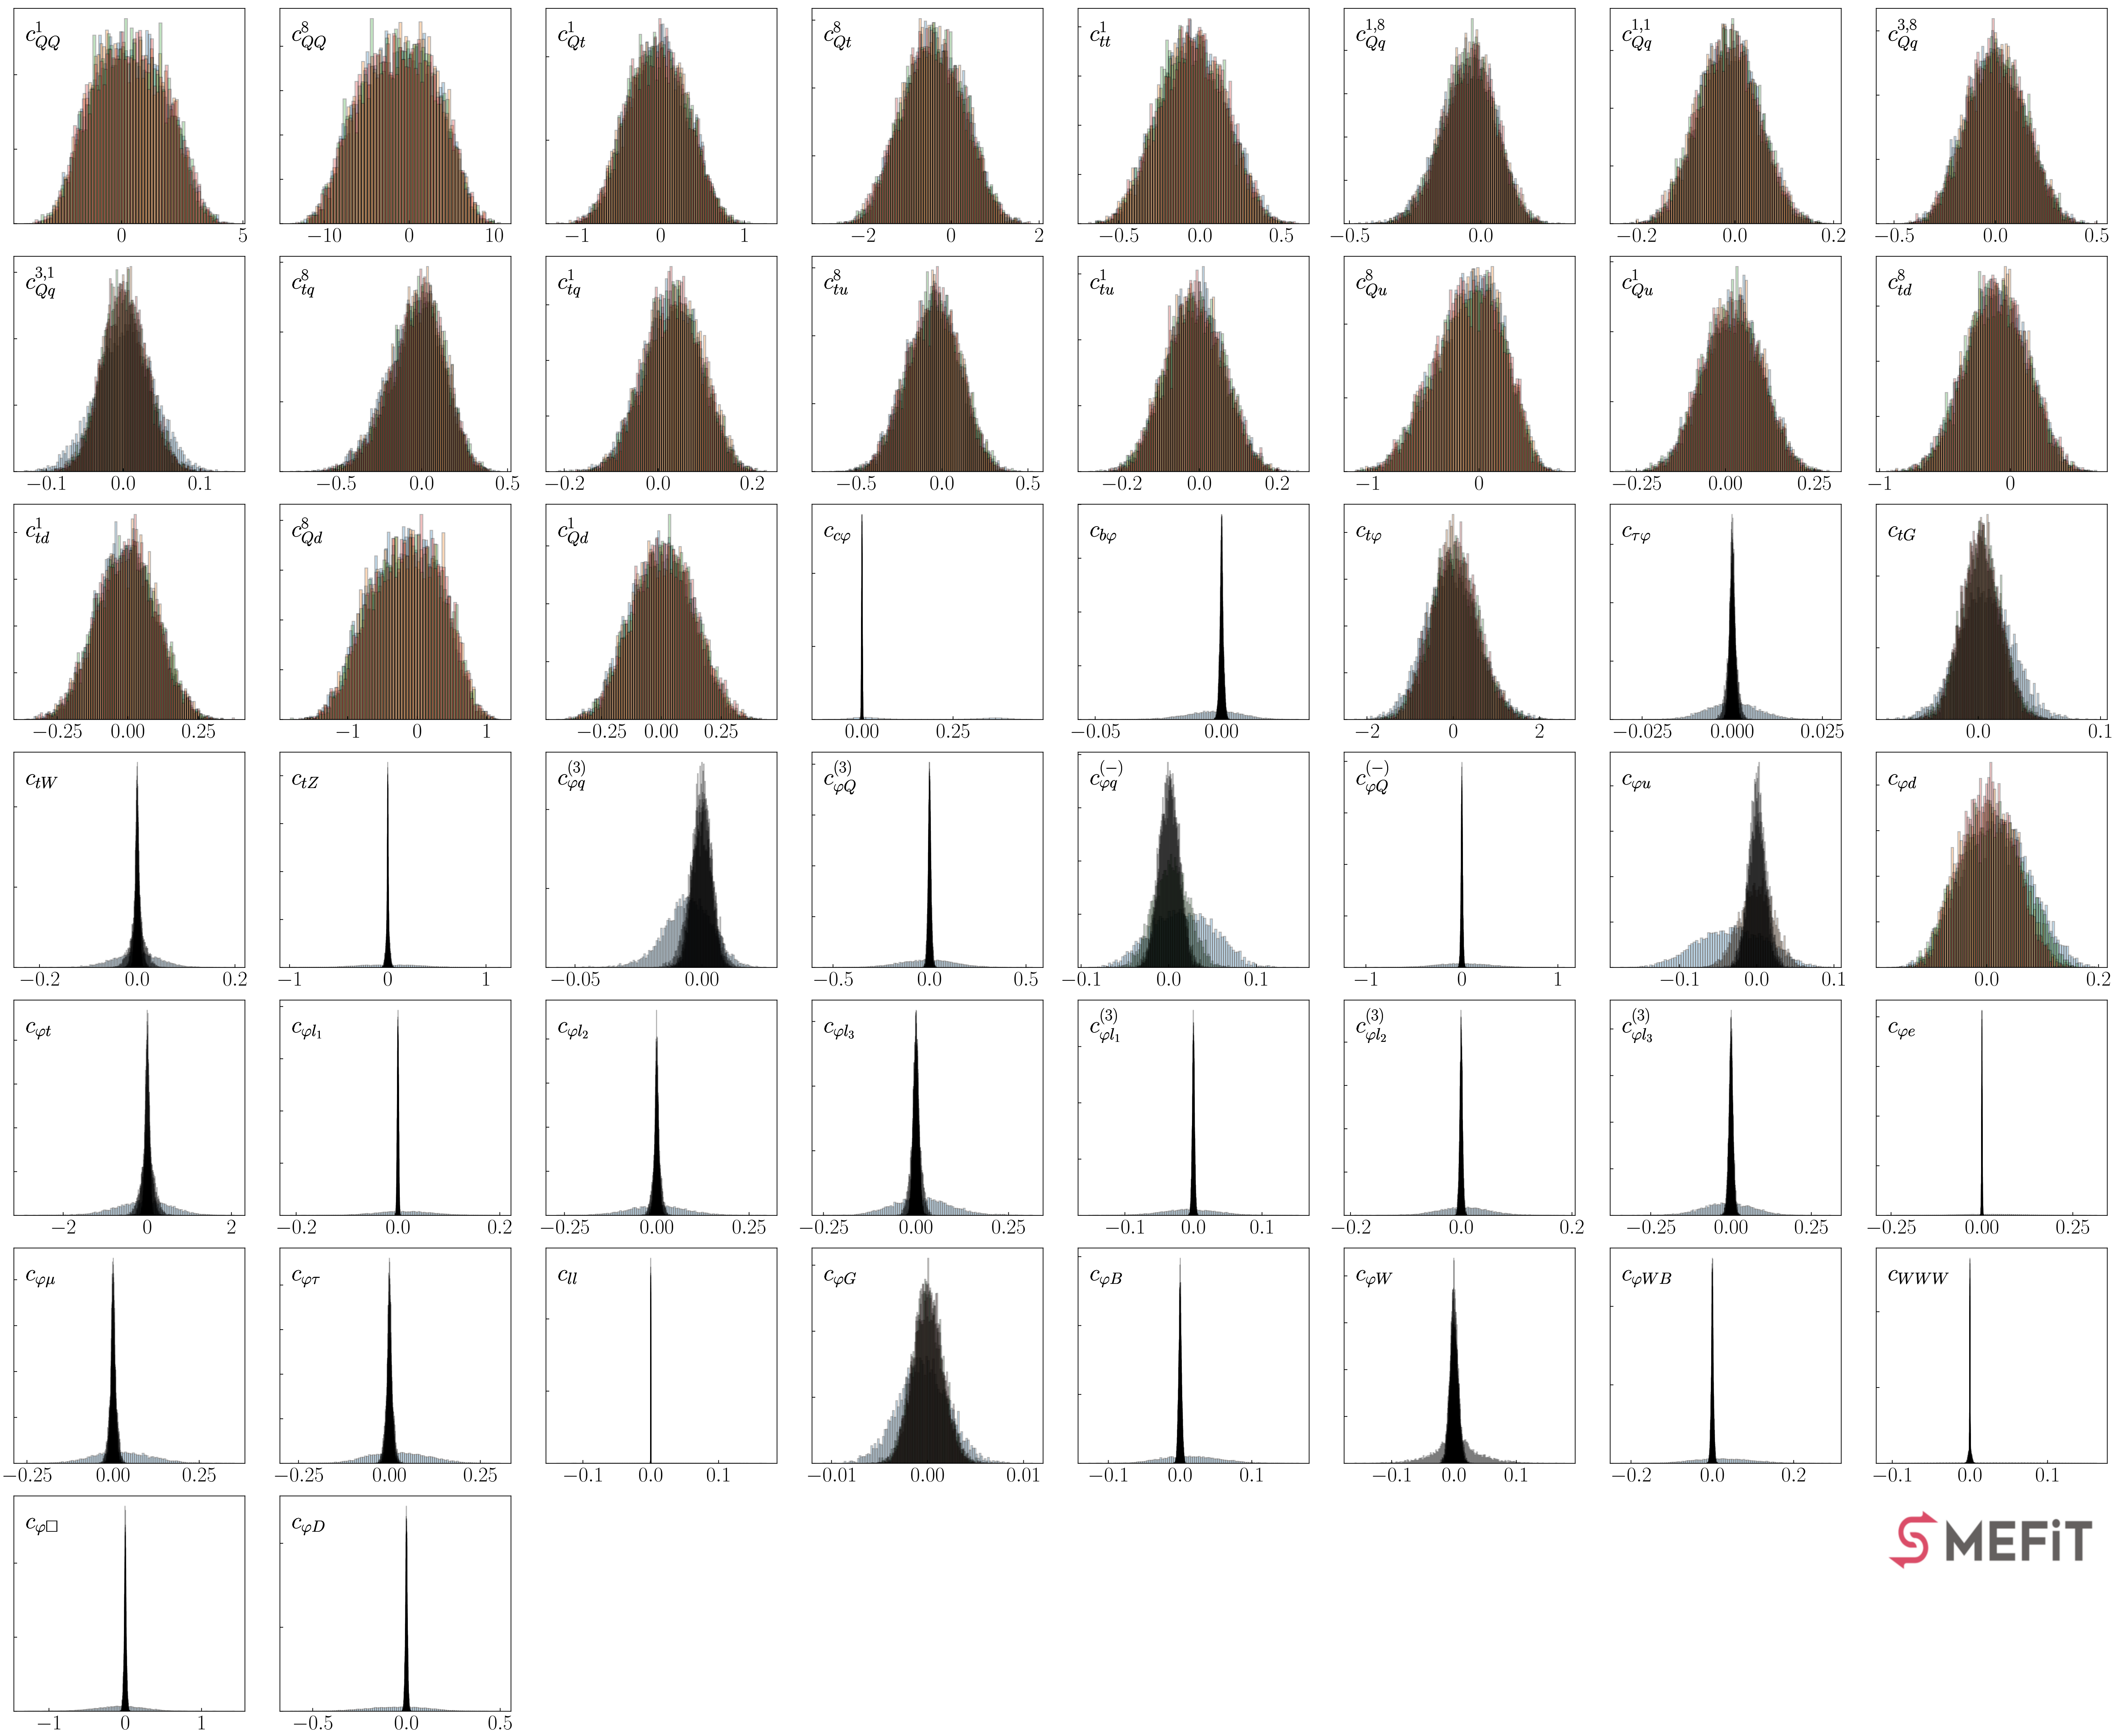 c^1_{QQ} c^8_{QQ} c^1_{Qt} c^8_{Qt} c^1_{tt} c^{1,8}_{Qq} c^{1,1}_{Qq} c^{3,8}_{Qq}
0 5 −10 0 10 −1 0 1 −2 0 2 −0.5 0.0 0.5 −0.5 0.0 −0.2 0.0 0.2 −0.5 0.0 0.5
c^{3,1}_{Qq} c^8_{tq} c^1_{tq} c^8_{tu} c^1_{tu} c^8_{Qu} c^1_{Qu} c^8_{td}
−0.1 0.0 0.1 −0.5 0.0 0.5 −0.2 0.0 0.2 −0.5 0.0 0.5 −0.2 0.0 0.2 −1 0 −0.25 0.00 0.25 −1 0
c^1_{td} c^8_{Qd} c^1_{Qd} c_{cφ} c_{bφ} c_{tφ} c_{τφ} c_{tG}
−0.25 0.00 0.25 −1 0 1 −0.25 0.00 0.25 0.00 0.25 −0.05 0.00 −2 0 2 −0.025 0.000 0.025 0.0 0.1
c_{tW} c_{tZ} c^{(3)}_{φq} c^{(3)}_{φQ} c^{(−)}_{φq} c^{(−)}_{φQ} c_{φu} c_{φd}
−0.2 0.0 0.2 −1 0 1 −0.05 0.00 −0.5 0.0 0.5 −0.1 0.0 0.1 −1 0 1 −0.1 0.0 0.1 0.0 0.2
c_{φt} c_{φl_1} c_{φl_2} c_{φl_3} c^{(3)}_{φl_1} c^{(3)}_{φl_2} c^{(3)}_{φl_3} c_{φe}
−2 0 2 −0.2 0.0 0.2 −0.25 0.00 0.25 −0.25 0.00 0.25 −0.1 0.0 0.1 −0.2 0.0 0.2 −0.25 0.00 0.25 −0.25 0.00 0.25
c_{φμ} c_{φτ} c_{ll} c_{φG} c_{φB} c_{φW} c_{φWB} c_{WWW}
−0.25 0.00 0.25 −0.25 0.00 0.25 −0.1 0.0 0.1 −0.01 0.00 0.01 −0.1 0.0 0.1 −0.1 0.0 0.1 −0.2 0.0 0.2 −0.1 0.0 0.1
c_{φ□} c_{φD} SMEFiT
−1 0 1 −0.5 0.0 0.5